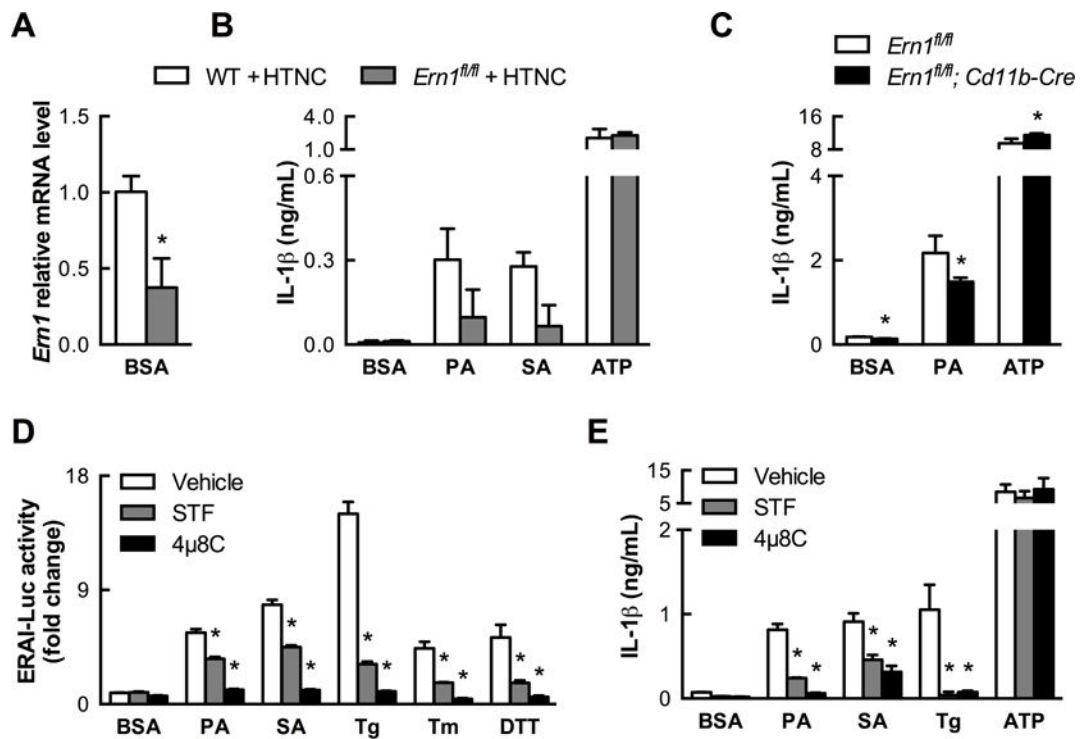 A
B
C
WT +HTNC
Ern1fl/fl + HTNC
Ern1fl/fl
Ern1fl/fl; Cd11b-Cre
Ern1 relative mRNA level
1.5
1.0
0.5
0.0
*
BSA
IL-1β (ng/mL)
4.0
1.0
0.6
0.3
0.0
BSA PA SA ATP
IL-1β (ng/mL)
16
8
4
2
0
* * *
BSA PA ATP
D
ERAI-Luc activity
(fold change)
18
9
0
Vehicle
STF
4µ8C
* * * * * * * * * *
BSA PA SA Tg Tm DTT
E
IL-1β (ng/mL)
15
5
2
1
0
Vehicle
STF
4µ8C
* * * * * *
BSA PA SA Tg ATP